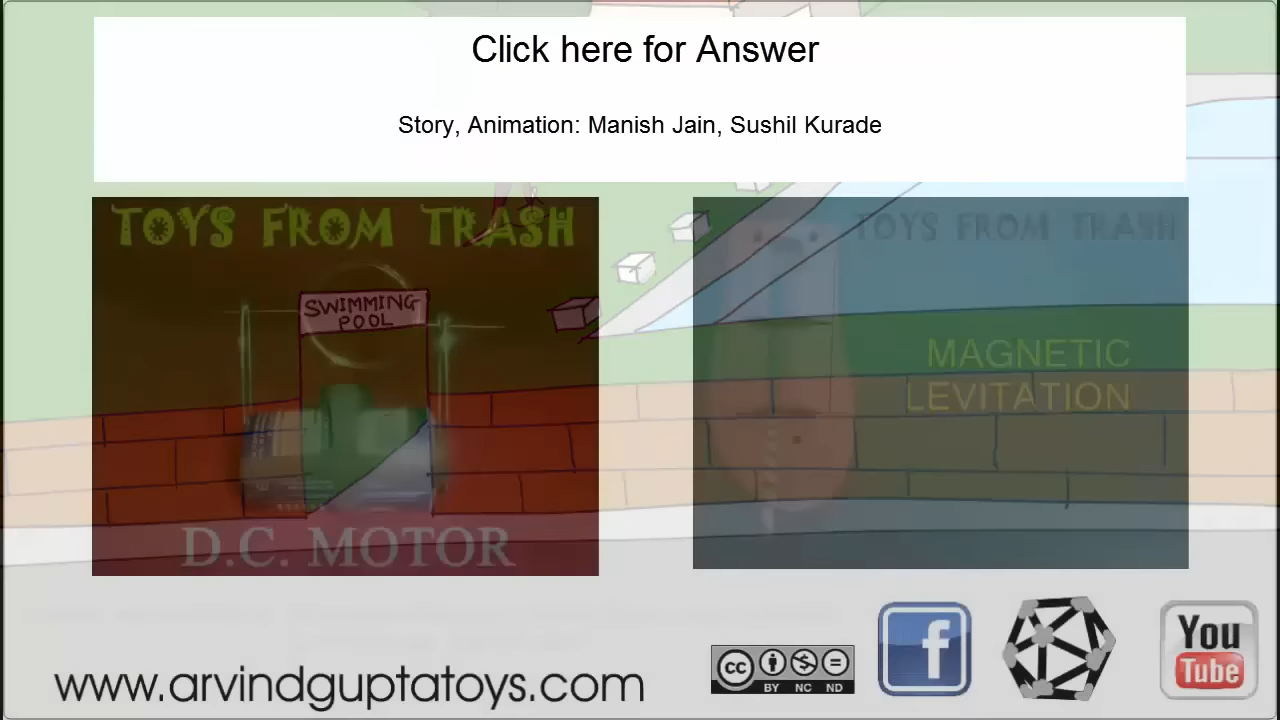 Click here for Answer
Story, Animation: Manish Jain, Sushil Kurade
TOYS FROM TRASH
SWIMMING
POOL
D.C. MOTOR
TOYS FROM TRASH
MAGNETIC
LEVITATION
www.arvindguptatoys.com
cc
BY NC ND
f
You
Tube